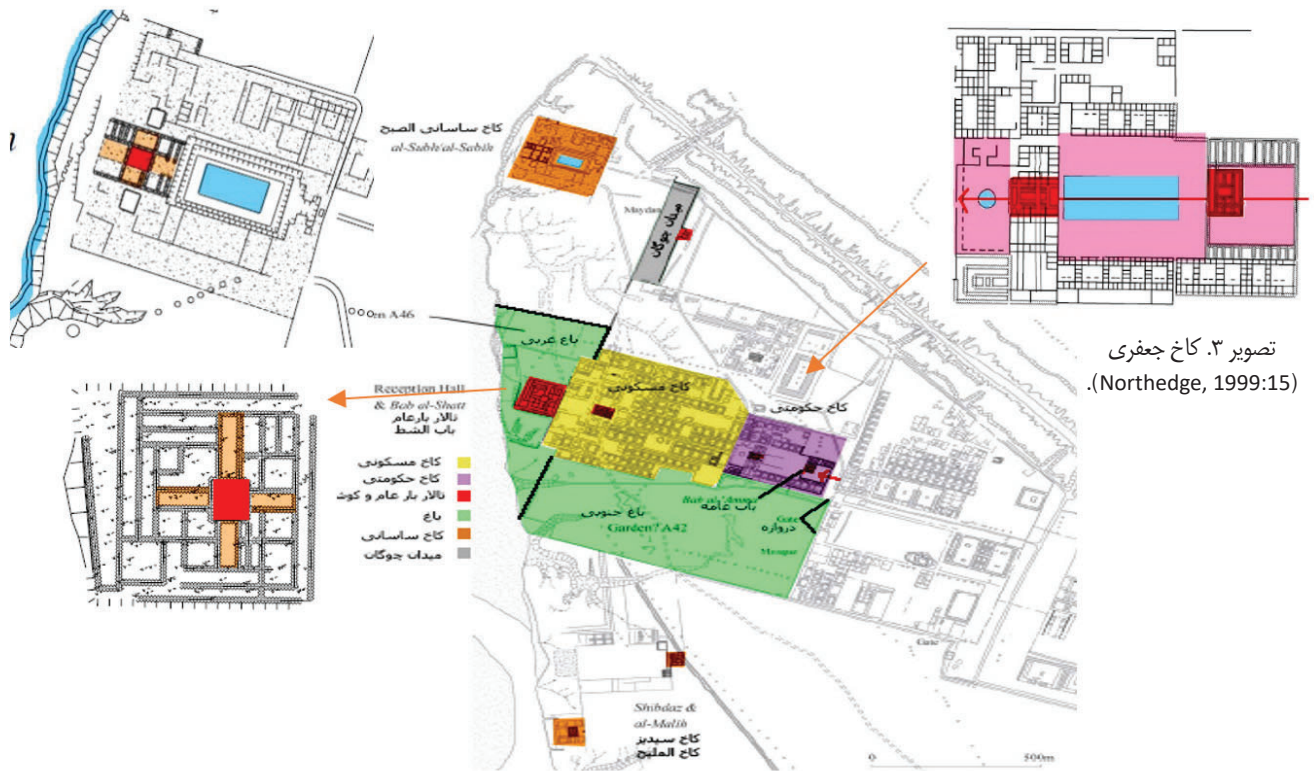 کاخ ساسانی الصبح
al-Subh/al-Sabih
Maydan
میدان چوگان
en A46
باغ غربی
Reception Hall
& Bab al-Shatt
تالار بارعام
باب الشط
کاخ مسکونی
کاخ حکومتی
Bab al-'Amma
باب عامه
Gate
دروازه
باغ جنوبی
Garden? A42
کاخ مسکونی
کاخ حکومتی
تالار بار عام و کوش
باغ
کاخ ساسانی
میدان چوگان
Gate
Shibdaz &
al-Malih
کاخ سیدیز
کاخ الملیح
0 500m
تصویر ۳. کاخ جعفری
(Northedge, 1999:15).